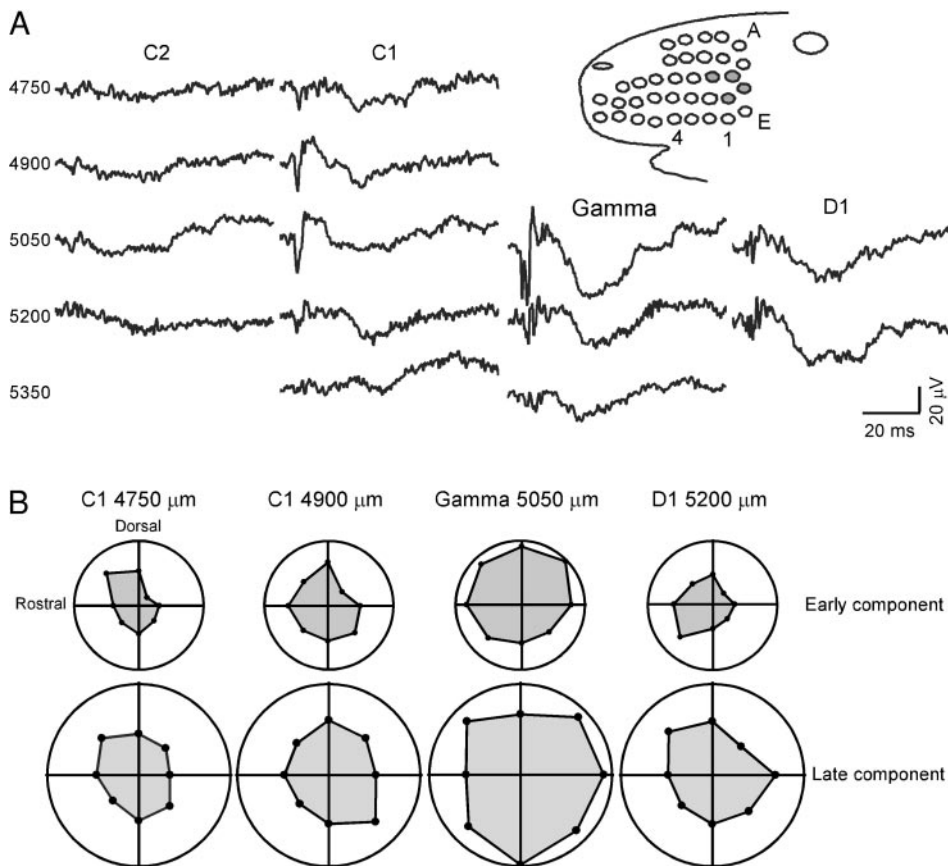 A
C2
C1
A
E
4
1
4750
4900
Gamma
D1
5050
5200
5350
20 µV
20 ms
B
C1 4750 µm
C1 4900 µm
Gamma 5050 µm
D1 5200 µm
Dorsal
Rostral
Early component
Late component